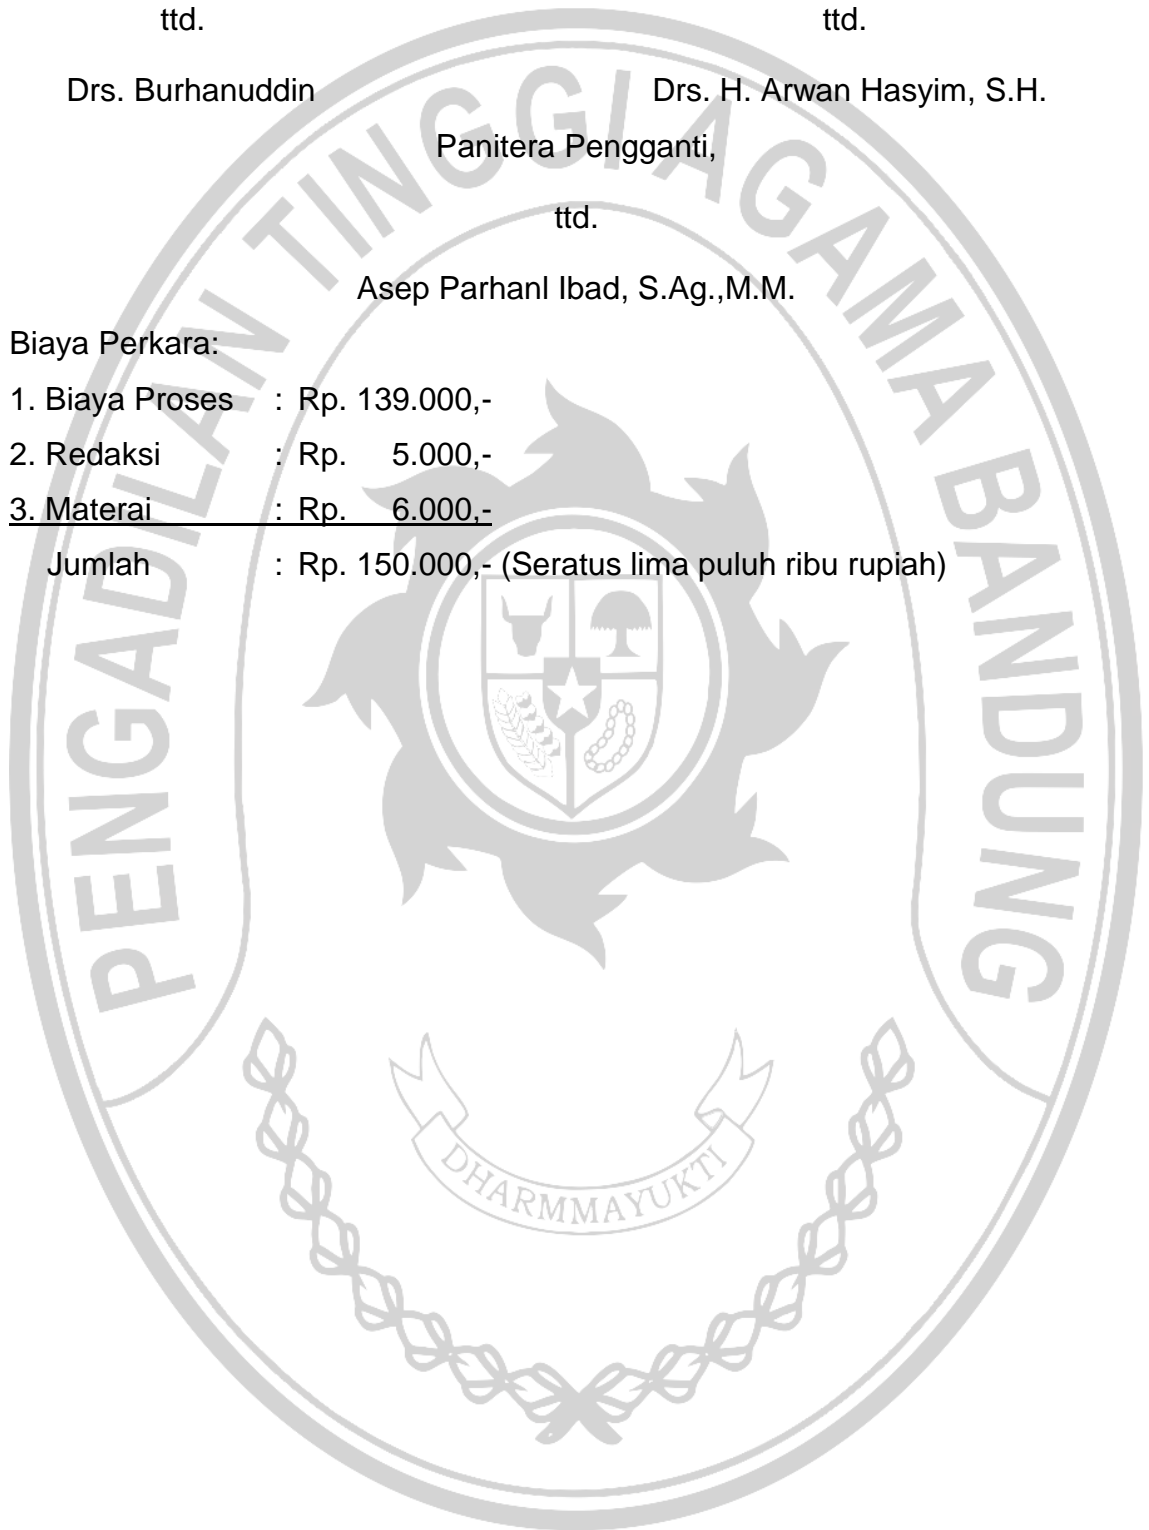 ttd. ttd.
Drs. Burhanuddin Drs. H. Arwan Hasyim, S.H.
Panitera Pengganti,
ttd.
Asep Parhanl Ibad, S.Ag.,M.M.
Biaya Perkara:
1. Biaya Proses : Rp. 139.000,-
2. Redaksi : Rp. 5.000,-
3. Materai : Rp. 6.000,-
Jumlah : Rp. 150.000,- (Seratus lima puluh ribu rupiah)
PENGADILAN TINGGI AGAMA BANDUNG
DHARMMAYUKTI